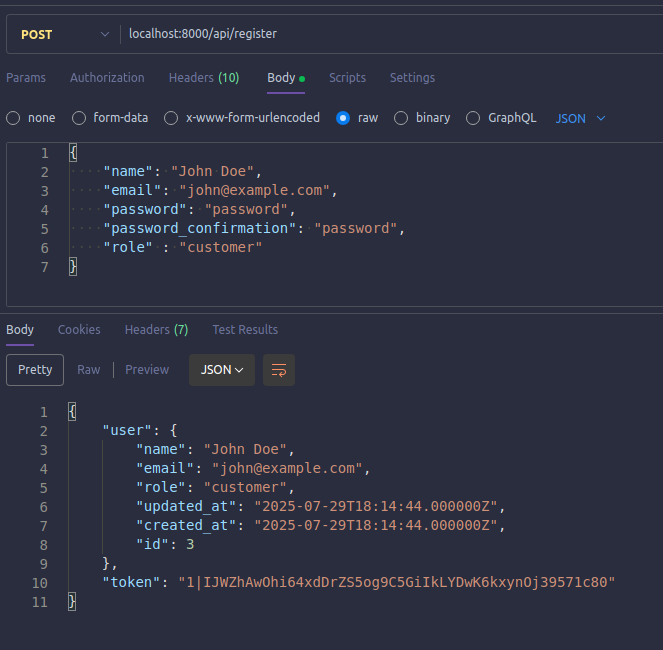 POST localhost:8000/api/register
Params Authorization Headers (10) Body Scripts Settings
none form-data x-www-form-urlencoded raw binary GraphQL JSON
1 {
2 "name": "John Doe",
3 "email": "john@example.com",
4 "password": "password",
5 "password_confirmation": "password",
6 "role" : "customer"
7 }
Body Cookies Headers (7) Test Results
Pretty Raw Preview JSON
1 {
2 "user": {
3 "name": "John Doe",
4 "email": "john@example.com",
5 "role": "customer",
6 "updated_at": "2025-07-29T18:14:44.000000Z",
7 "created_at": "2025-07-29T18:14:44.000000Z",
8 "id": 3
9 },
10 "token": "1|IJWZhAwOhi64xdDrZS5og9C5GiIkLYDwK6kxynOj39571c80"
11 }